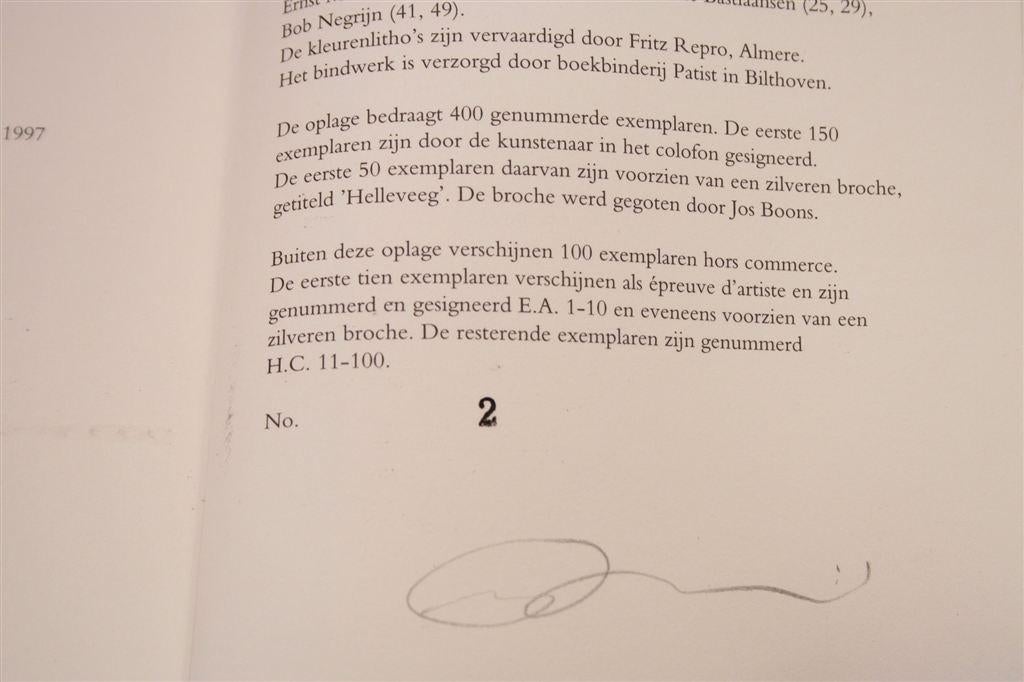 Bastiaansen (25, 29),
Bob Negrijn (41, 49).
De kleurenlitho's zijn vervaardigd door Fritz Repro, Almere.
Het bindwerk is verzorgd door boekbinderij Patist in Bilthoven.
1997
De oplage bedraagt 400 genummerde exemplaren. De eerste 150
exemplaren zijn door de kunstenaar in het colofon gesigneerd.
De eerste 50 exemplaren daarvan zijn voorzien van een zilveren broche,
getiteld 'Helleveeg'. De broche werd gegoten door Jos Boons.
Buiten deze oplage verschijnen 100 exemplaren hors commerce.
De eerste tien exemplaren verschijnen als épreuve d'artiste en zijn
genummerd en gesigneerd E.A. 1-10 en eveneens voorzien van een
zilveren broche. De resterende exemplaren zijn genummerd
H.C. 11-100.
No. 2